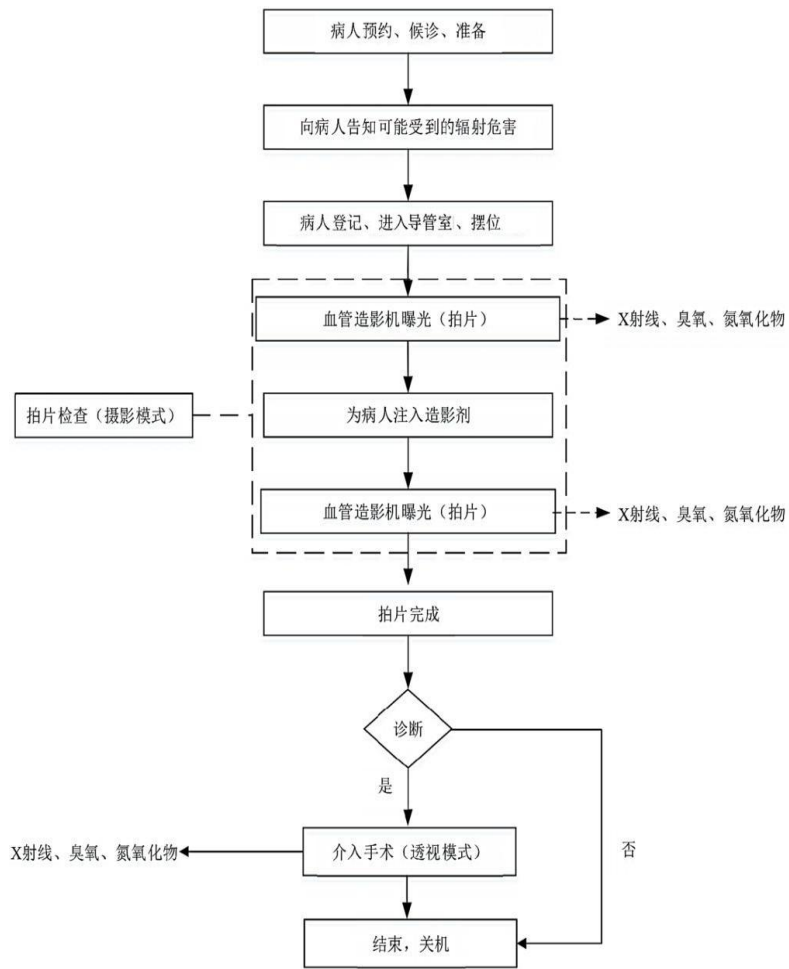 病人预约、候诊、准备
向病人告知可能受到的辐射危害
病人登记、进入导管室、摆位
血管造影机曝光（拍片）
X射线、臭氧、氮氧化物
拍片检查（摄影模式）
为病人注入造影剂
血管造影机曝光（拍片）
X射线、臭氧、氮氧化物
拍片完成
诊断
是
否
X射线、臭氧、氮氧化物
介入手术（透视模式）
结束，关机